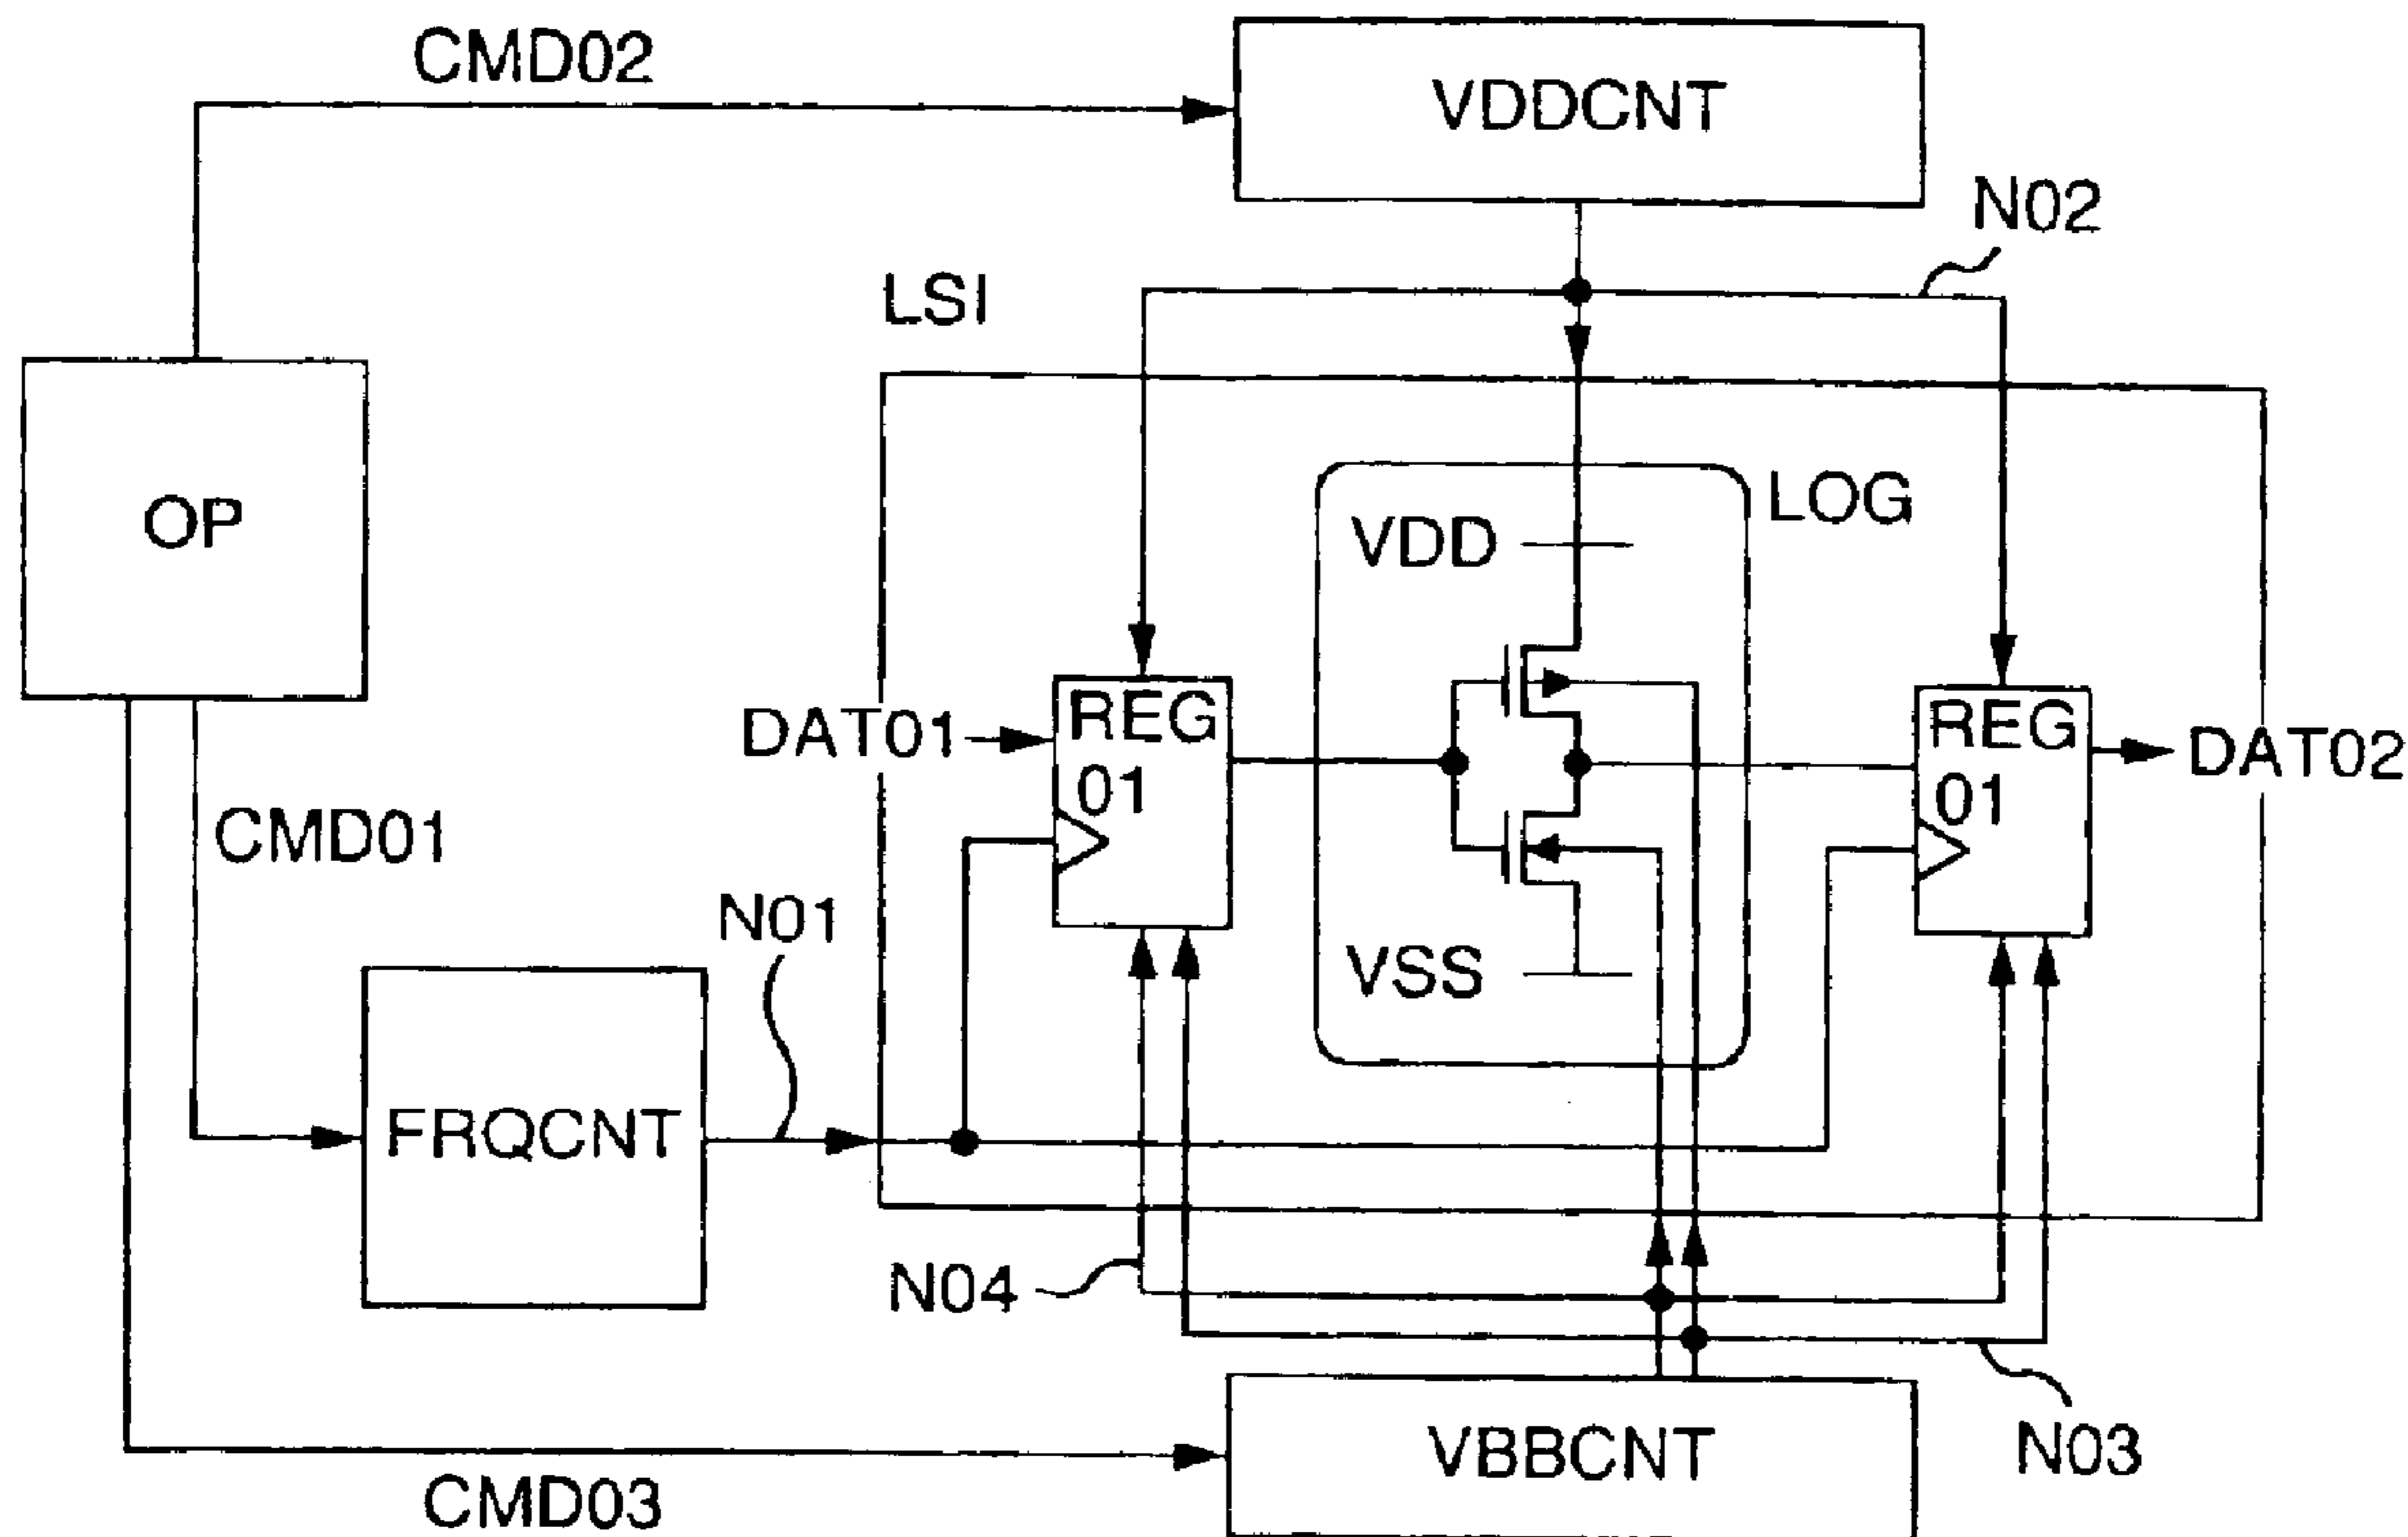 CMD02
VDDCNT
N02
LSI
OP
LOG
VDD
DAT01
REG
01
REG
01
DAT02
CMD01
N01
VSS
FRQCNT
N04
N03
VBBCNT
CMD03